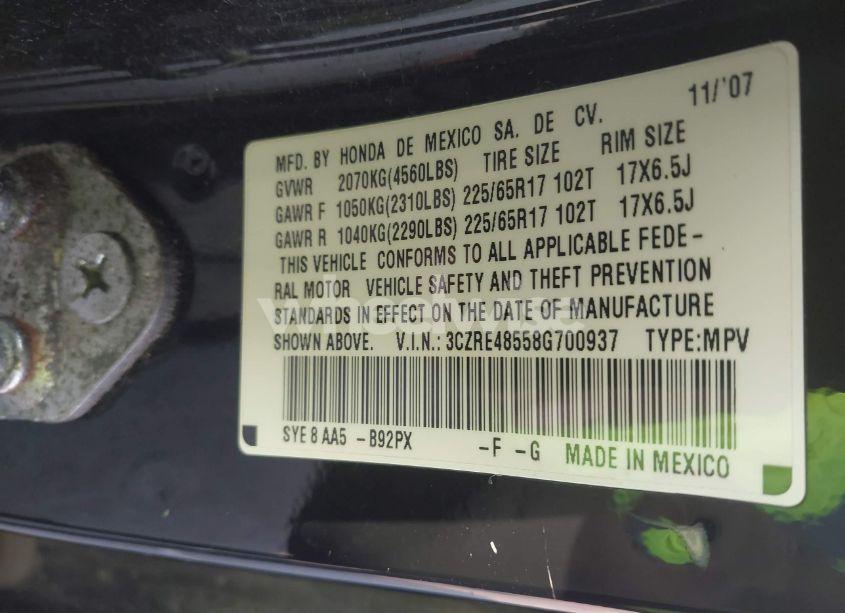 11/'07
MFD. BY HONDA DE MEXICO SA. DE CV.
GVWR 2070KG(4560LBS) TIRE SIZE RIM SIZE
GAWR F 1050KG(2310LBS) 225/65R17 102T 17X6.5J
GAWR R 1040KG(2290LBS) 225/65R17 102T 17X6.5J
THIS VEHICLE CONFORMS TO ALL APPLICABLE FEDE-
RAL MOTOR VEHICLE SAFETY AND THEFT PREVENTION
STANDARDS IN EFFECT ON THE DATE OF MANUFACTURE
SHOWN ABOVE. V.I.N.: 3CZRE48558G700937 TYPE:MPV
SYE 8 AA5 -B92PX -F -G MADE IN MEXICO